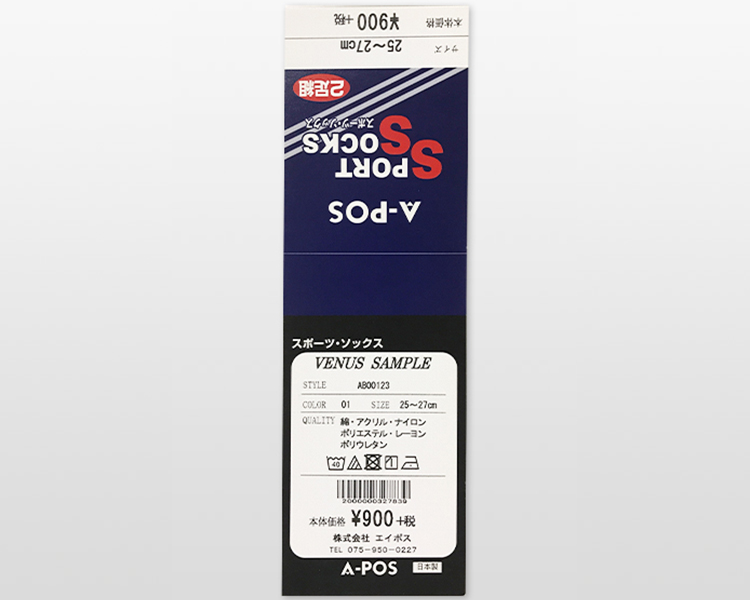 本体価格 ¥900 +税
サイズ 25～27cm
2足組
スポーツ・ソックス
SPORT
SOCKS
A-POS
スポーツ・ソックス
VENUS SAMPLE
STYLE AB00123
COLOR 01 SIZE 25～27cm
QUALITY 綿・アクリル・ナイロン
ポリエステル・レーヨン
ポリウレタン
40
2000000327839
本体価格 ¥900 +税
株式会社 エイポス
TEL 075-950-0227
A-POS 日本製